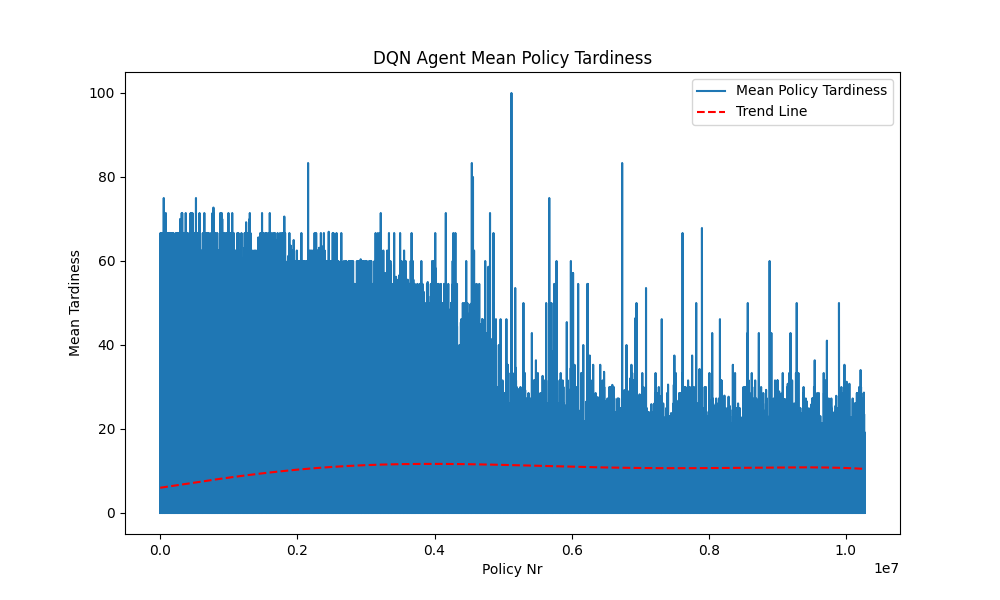 DQN Agent Mean Policy Tardiness
Mean Policy Tardiness
Trend Line
Mean Tardiness
100
80
60
40
20
0
0.0 0.2 0.4 0.6 0.8 1.0
1e7
Policy Nr